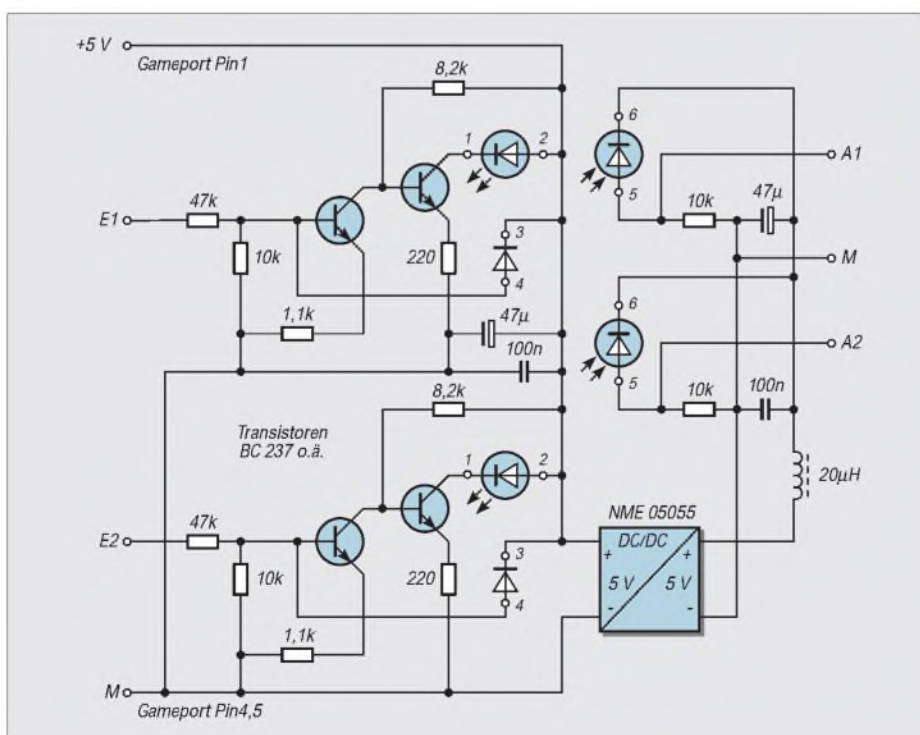 +5 V
Gameport Pin1
8,2k
6
1
2
A1
5
47k
10k
47µ
E1
3
10k
220
4
M
1,1k
47µ
6
100n
A2
8,2k
5
10k
100n
Transistoren
BC 237 o.ä.
1
2
20µH
47k
NME 05055
E2
DC/DC
3
+
+
10k
220
5 V
5 V
4
-
-
1,1k
M
Gameport Pin4,5